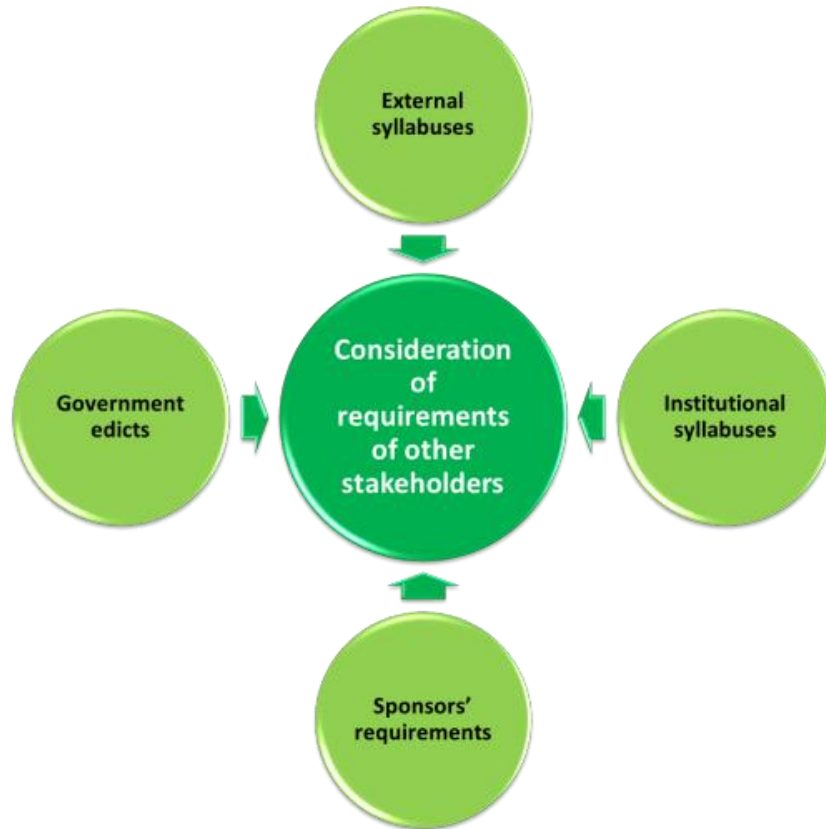 External
syllabuses
Consideration
of
requirements
of other
stakeholders
Government
edicts
Institutional
syllabuses
Sponsors’
requirements